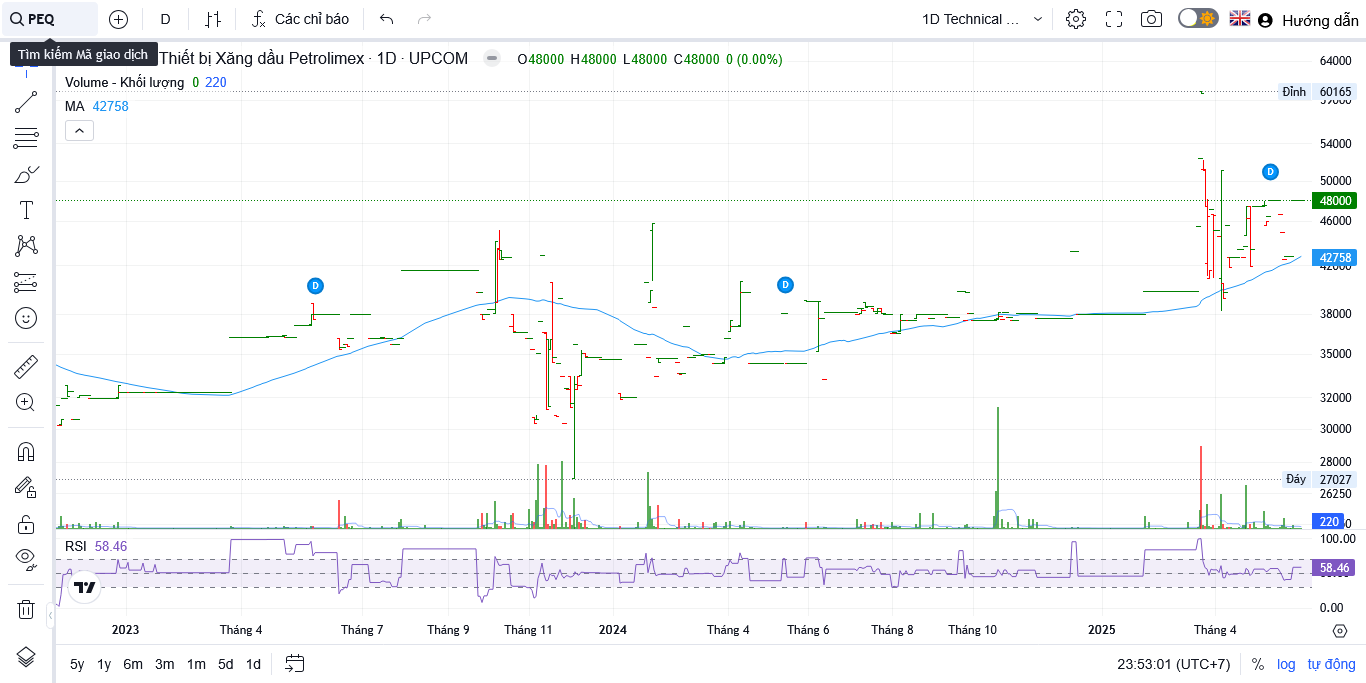 PEQ
D
Các chỉ báo
1D Technical ...
Hướng dẫn
Tìm kiếm Mã giao dịch
Thiết bị Xăng dầu Petrolimex · 1D · UPCOM
O48000 H48000 L48000 C48000 0 (0.00%)
Volume - Khối lượng 0 220
MA 42758
64000
Đỉnh 60165
57000
54000
D
50000
48000
46000
42758
42000
D
D
38000
35000
32000
30000
28000
Đáy 27027
26250
220
RSI 58.46
100.00
58.46
0.00
2023
Tháng 4
Tháng 7
Tháng 9
Tháng 11
2024
Tháng 4
Tháng 6
Tháng 8
Tháng 10
2025
Tháng 4
5y 1y 6m 3m 1m 5d 1d
23:53:01 (UTC+7)
% log tự động